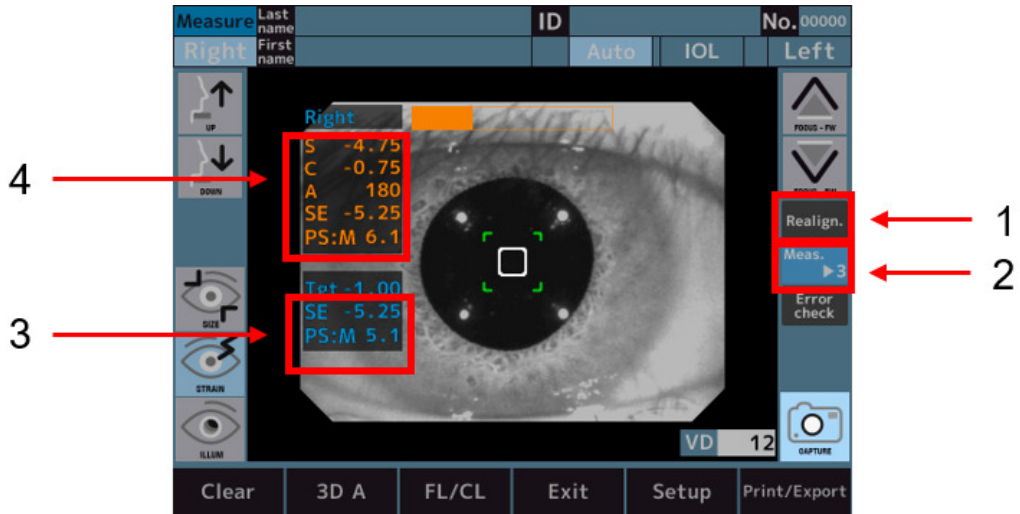 Measure Last name ID No. 00000
Right First name Auto IOL Left
UP
DOWN
SIZE
STRAIN
ILLUM
Right
S -4.75
C -0.75
A 180
SE -5.25
PS:M 6.1
Tgt -1.00
SE -5.25
PS:M 5.1
4
3
FOCUS - FW
FOCUS - BW
Realign.
Meas.
▶3
Error
check
1
2
VD 12
CAPTURE
Clear 3D A FL/CL Exit Setup Print/Export